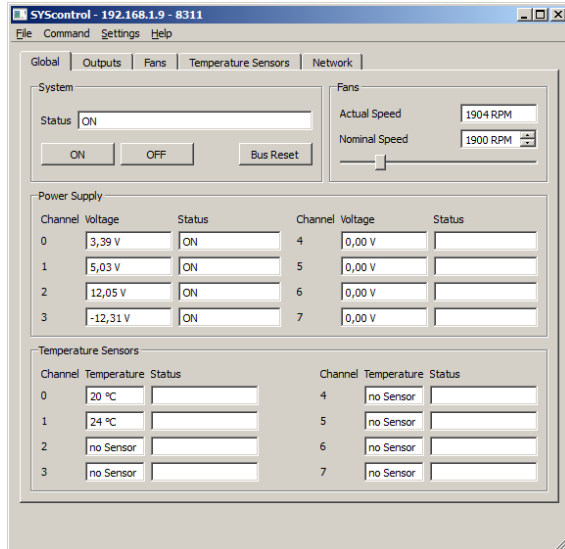 SYScontrol - 192.168.1.9 - 8311
File Command Settings Help
Global Outputs Fans Temperature Sensors Network
System
Status ON
ON OFF Bus Reset
Fans
Actual Speed 1904 RPM
Nominal Speed 1900 RPM
Power Supply
Channel Voltage Status Channel Voltage Status
0 3,39 V ON 4 0,00 V
1 5,03 V ON 5 0,00 V
2 12,05 V ON 6 0,00 V
3 -12,31 V ON 7 0,00 V
Temperature Sensors
Channel Temperature Status Channel Temperature Status
0 20 ºC 4 no Sensor
1 24 ºC 5 no Sensor
2 no Sensor 6 no Sensor
3 no Sensor 7 no Sensor